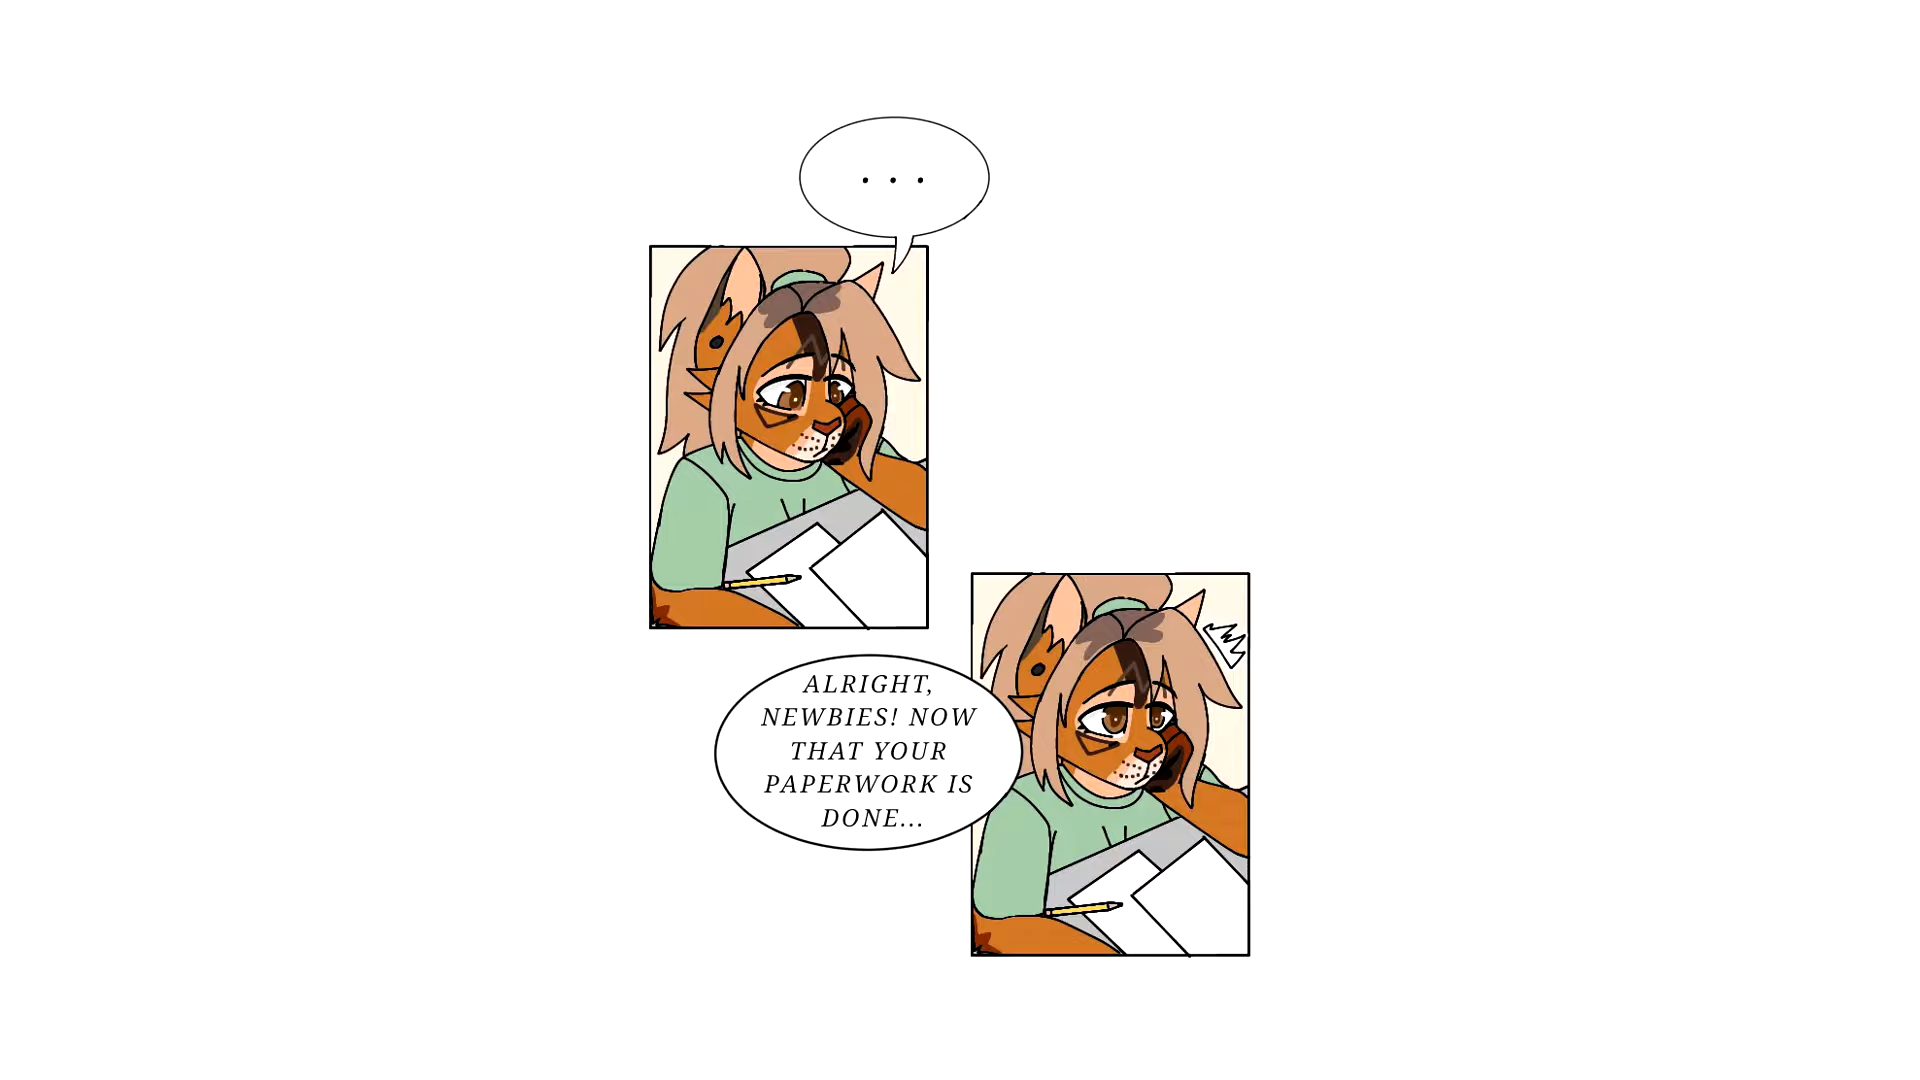 . . .
ALRIGHT,
NEWBIES! NOW
THAT YOUR
PAPERWORK IS
DONE...